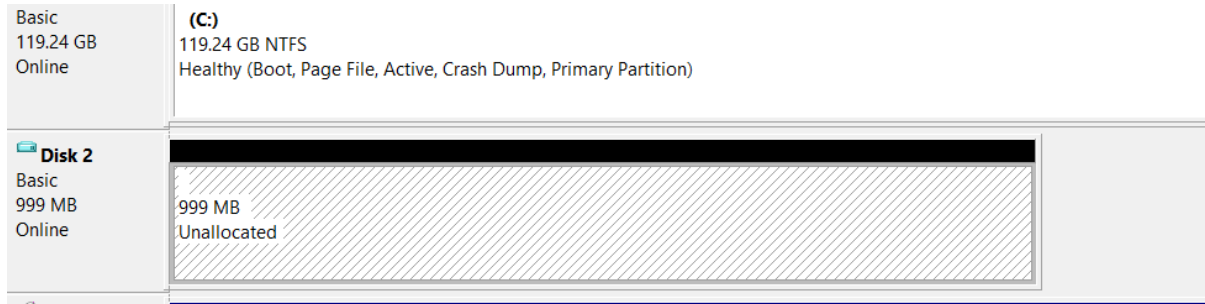 Basic
119.24 GB
Online
(C:)
119.24 GB NTFS
Healthy (Boot, Page File, Active, Crash Dump, Primary Partition)
Disk 2
Basic
999 MB
Online
999 MB
Unallocated